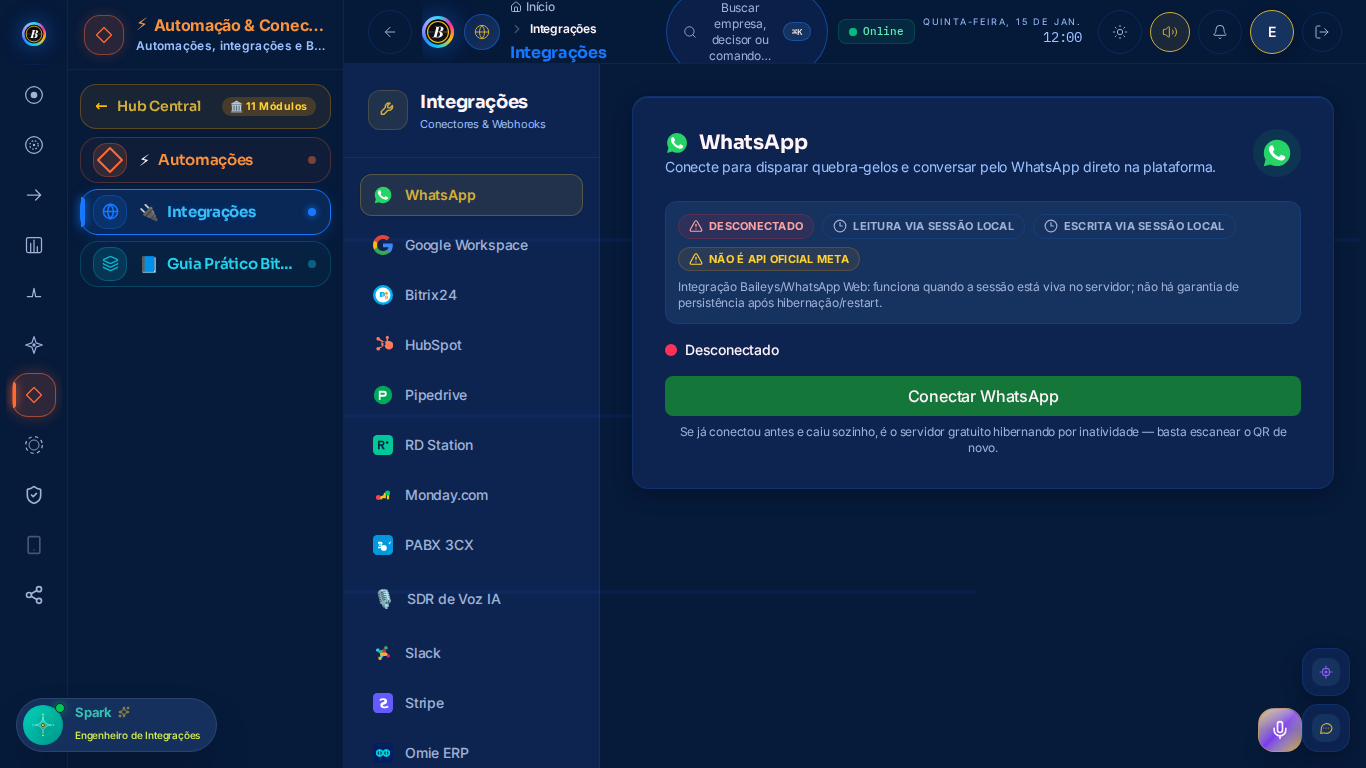 B
⚡ Automação & Conec...
Automações, integrações e B...
← Hub Central
🏛️ 11 Módulos
⚡ Automações
🔌 Integrações
📘 Guia Prático Bit...
B
Início
Integrações
Integrações
Buscar
empresa,
decisor ou
comando...
⌘K
Online
QUINTA-FEIRA, 15 DE JAN.
12:00
E
Integrações
Conectores & Webhooks
WhatsApp
Google Workspace
Bitrix24
HubSpot
Pipedrive
RD Station
Monday.com
PABX 3CX
SDR de Voz IA
Slack
Stripe
Omie ERP
WhatsApp
Conecte para disparar quebra-gelos e conversar pelo WhatsApp direto na plataforma.
DESCONECTADO
LEITURA VIA SESSÃO LOCAL
ESCRITA VIA SESSÃO LOCAL
NÃO É API OFICIAL META
Integração Baileys/WhatsApp Web: funciona quando a sessão está viva no servidor; não há garantia de
persistência após hibernação/restart.
Desconectado
Conectar WhatsApp
Se já conectou antes e caiu sozinho, é o servidor gratuito hibernando por inatividade — basta escanear o QR de
novo.
Spark
Engenheiro de Integrações